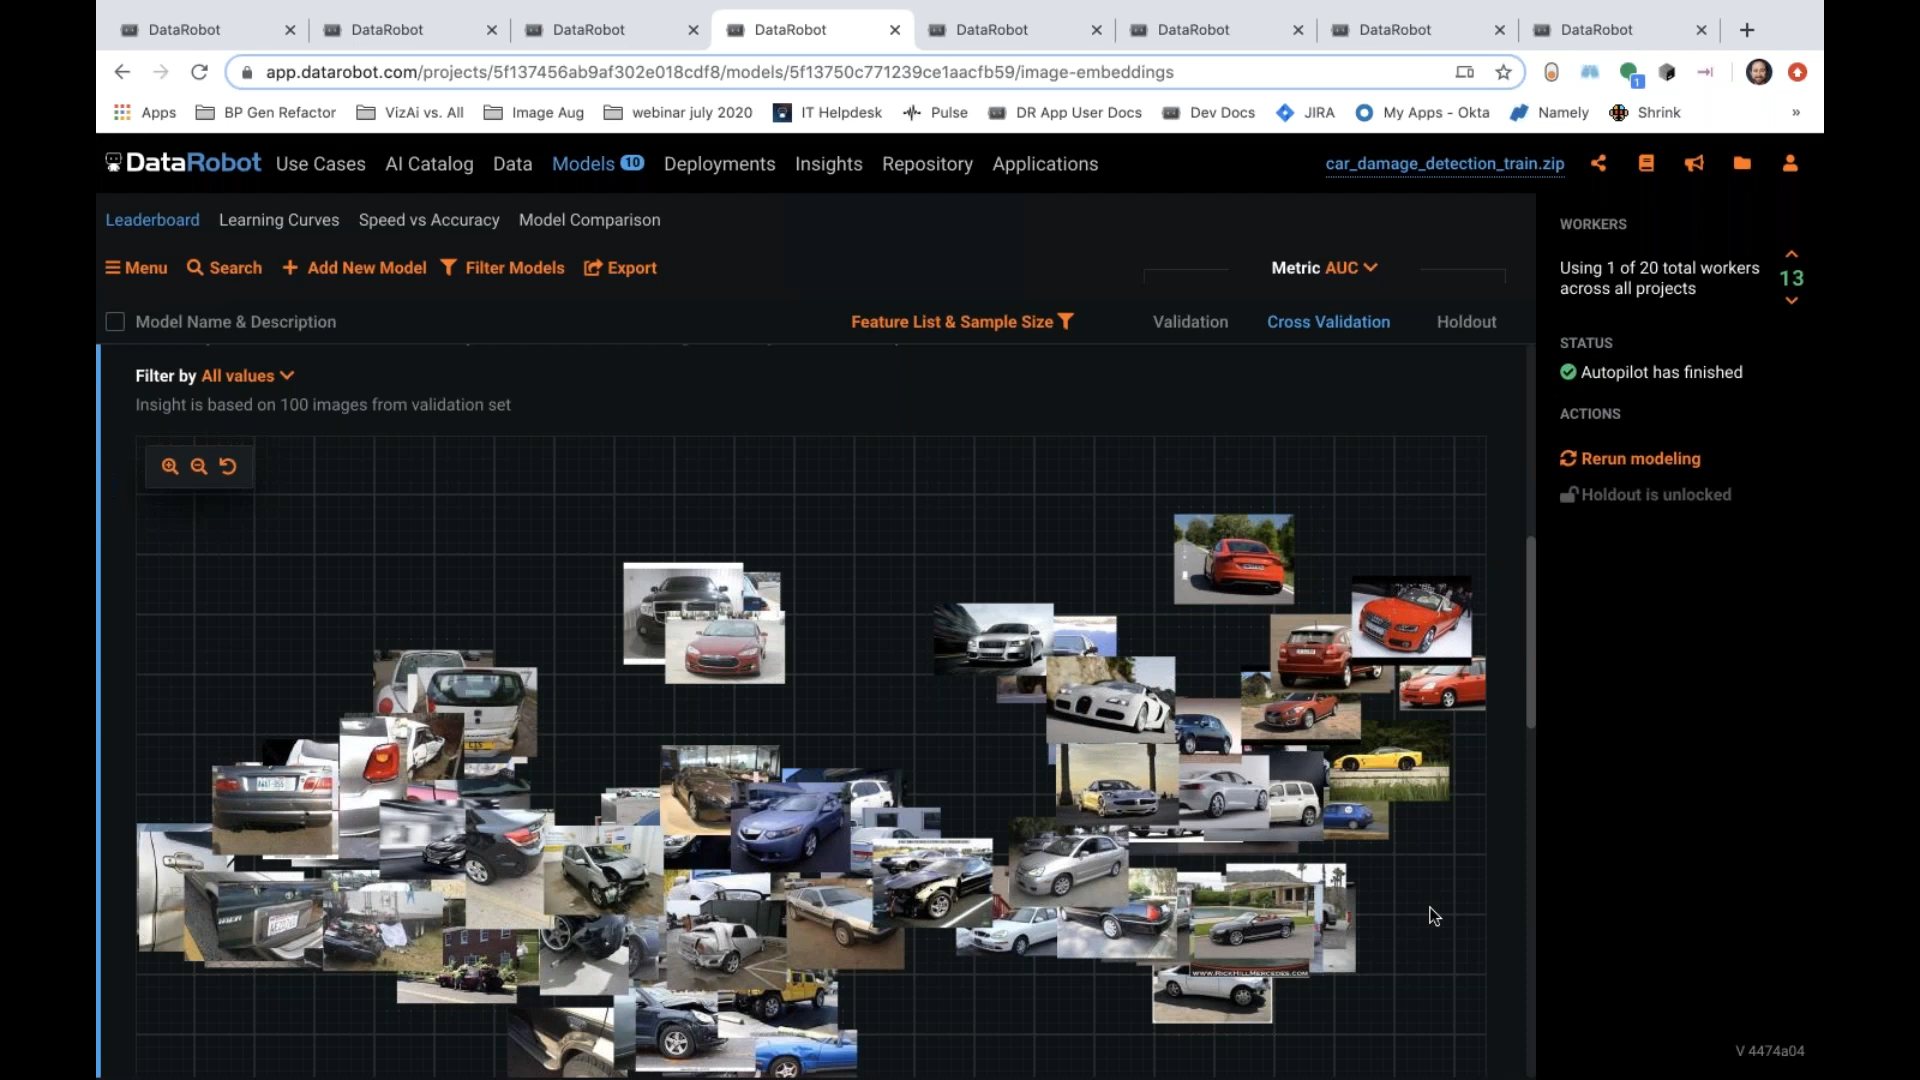 DataRobot
DataRobot
DataRobot
DataRobot
DataRobot
DataRobot
DataRobot
DataRobot
app.datarobot.com/projects/5f137456ab9af302e018cdf8/models/5f13750c771239ce1aacfb59/image-embeddings
1
Apps
BP Gen Refactor
VizAi vs. All
Image Aug
webinar july 2020
IT Helpdesk
Pulse
DR App User Docs
Dev Docs
JIRA
My Apps - Okta
Namely
Shrink
»
DataRobot
Use Cases
AI Catalog
Data
Models 10
Deployments
Insights
Repository
Applications
car_damage_detection_train.zip
Leaderboard
Learning Curves
Speed vs Accuracy
Model Comparison
Menu
Search
Add New Model
Filter Models
Export
Metric AUC
Model Name & Description
Feature List & Sample Size
Validation
Cross Validation
Holdout
Filter by All values
Insight is based on 100 images from validation set
WWW.RICKHILLMERCEDES.COM
WORKERS
Using 1 of 20 total workers
across all projects
13
STATUS
Autopilot has finished
ACTIONS
Rerun modeling
Holdout is unlocked
V 4474a04